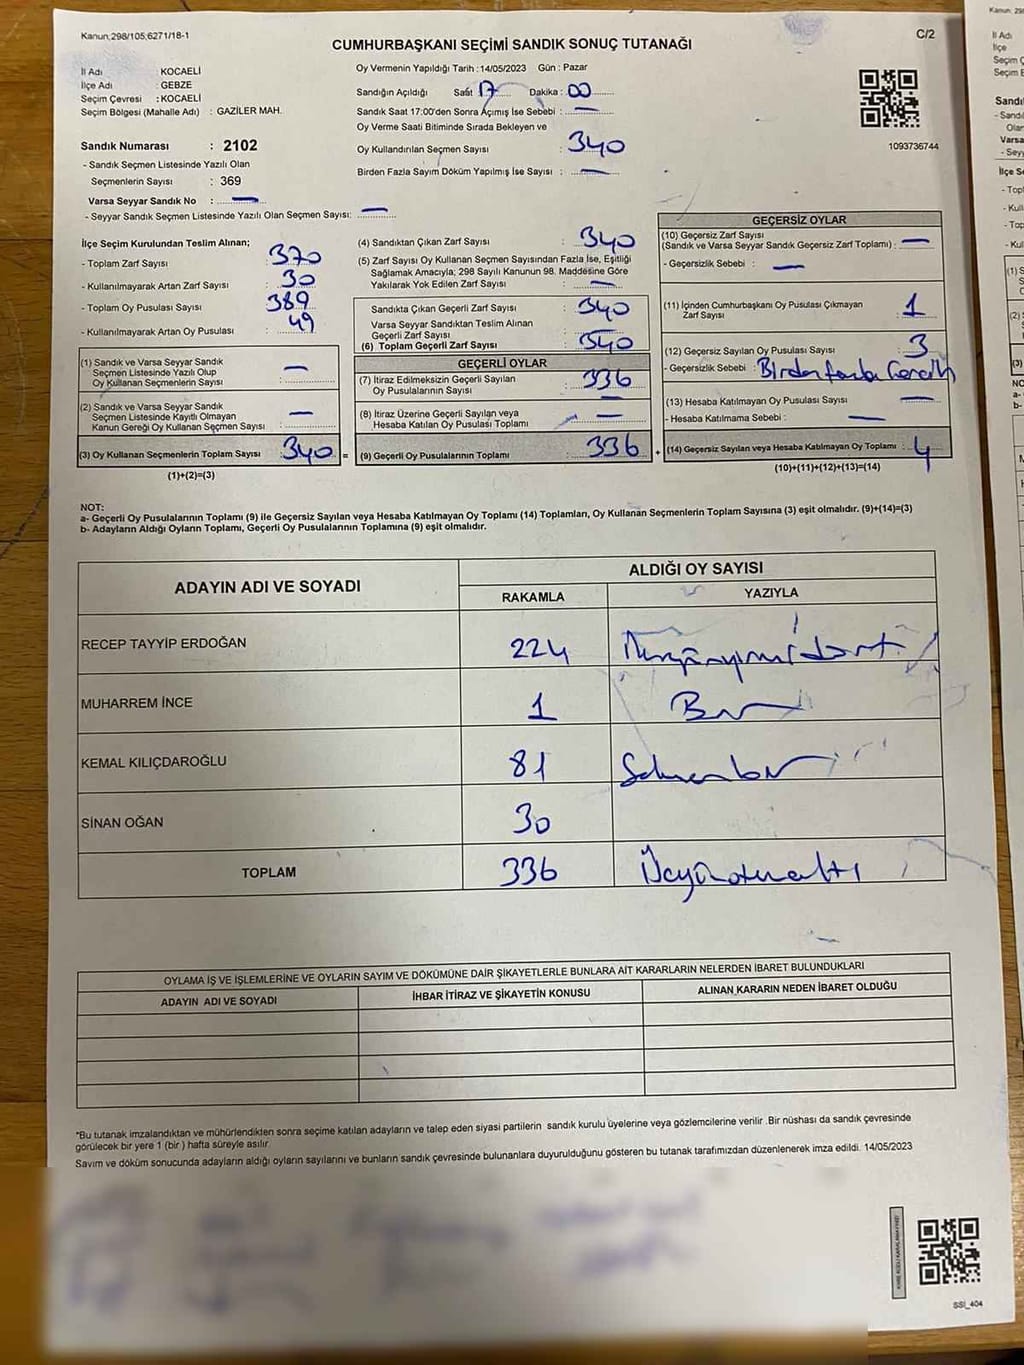 Kanun;298/105;6271/18-1
C/2
CUMHURBAŞKANI SEÇİMİ SANDIK SONUÇ TUTANAĞI
İl Adı : KOCAELİ
İlçe Adı : GEBZE
Seçim Çevresi : KOCAELİ
Seçim Bölgesi (Mahalle Adı) : GAZİLER MAH.
Sandık Numarası : 2102
- Sandık Seçmen Listesinde Yazılı Olan
Seçmenlerin Sayısı : 369
Varsa Seyyar Sandık No : —
- Seyyar Sandık Seçmen Listesinde Yazılı Olan Seçmen Sayısı: —
Oy Vermenin Yapıldığı Tarih : 14/05/2023 Gün : Pazar
Sandığın Açıldığı Saat 17 Dakika : 00
Sandık Saat 17:00'den Sonra Açımış İse Sebebi : —
Oy Verme Saati Bitiminde Sırada Bekleyen ve
Oy Kullandırılan Seçmen Sayısı : 340
Birden Fazla Sayım Döküm Yapılmış İse Sayısı : —
1093736744
İlçe Seçim Kurulundan Teslim Alınan;
- Toplam Zarf Sayısı : 370
- Kullanılmayarak Artan Zarf Sayısı : 30
- Toplam Oy Pusulası Sayısı : 389
- Kullanılmayarak Artan Oy Pusulası : 49
(1) Sandık ve Varsa Seyyar Sandık
Seçmen Listesinde Yazılı Olup
Oy Kullanan Seçmenlerin Sayısı : —
(2) Sandık ve Varsa Seyyar Sandık
Seçmen Listesinde Kayıtlı Olmayan
Kanun Gereği Oy Kullanan Seçmen Sayısı : —
(3) Oy Kullanan Seçmenlerin Toplam Sayısı : 340 =
(1)+(2)=(3)
(4) Sandıktan Çıkan Zarf Sayısı : 340
(5) Zarf Sayısı Oy Kullanan Seçmen Sayısından Fazla İse, Eşitliği
Sağlamak Amacıyla; 298 Sayılı Kanunun 98. Maddesine Göre
Yakılarak Yok Edilen Zarf Sayısı : —
Sandıkta Çıkan Geçerli Zarf Sayısı : 340
Varsa Seyyar Sandıktan Teslim Alınan
Geçerli Zarf Sayısı : —
(6) Toplam Geçerli Zarf Sayısı : 340
GEÇERLİ OYLAR
(7) İtiraz Edilmeksizin Geçerli Sayılan
Oy Pusulalarının Sayısı : 336
(8) İtiraz Üzerine Geçerli Sayılan veya
Hesaba Katılan Oy Pusulası Toplamı : —
(9) Geçerli Oy Pusulalarının Toplamı : 336 +
GEÇERSİZ OYLAR
(10) Geçersiz Zarf Sayısı
(Sandık ve Varsa Seyyar Sandık Geçersiz Zarf Toplamı) : —
- Geçersizlik Sebebi : —
(11) İçinden Cumhurbaşkanı Oy Pusulası Çıkmayan
Zarf Sayısı : 1
(12) Geçersiz Sayılan Oy Pusulası Sayısı : 3
- Geçersizlik Sebebi : Birden fazla
(13) Hesaba Katılmayan Oy Pusulası Sayısı : —
- Hesaba Katılmama Sebebi : —
(14) Geçersiz Sayılan veya Hesaba Katılmayan Oy Toplamı : 4
(10)+(11)+(12)+(13)=(14)
NOT:
a- Geçerli Oy Pusulalarının Toplamı (9) ile Geçersiz Sayılan veya Hesaba Katılmayan Oy Toplamı (14) Toplamları, Oy Kullanan Seçmenlerin Toplam Sayısına (3) eşit olmalıdır. (9)+(14)=(3)
b- Adayların Aldığı Oyların Toplamı, Geçerli Oy Pusulalarının Toplamına (9) eşit olmalıdır.
ADAYIN ADI VE SOYADI
ALDIĞI OY SAYISI
RAKAMLA YAZIYLA
RECEP TAYYİP ERDOĞAN 224 İkiyüzyirmidört
MUHARREM İNCE 1 Bir
KEMAL KILIÇDAROĞLU 81 Seksenbir
SİNAN OĞAN 30
TOPLAM 336 Üçyüzotuzaltı
OYLAMA İŞ VE İŞLEMLERİNE VE OYLARIN SAYIM VE DÖKÜMÜNE DAİR ŞİKAYETLERLE BUNLARA AİT KARARLARIN NELERDEN İBARET BULUNDUKLARI
ADAYIN ADI VE SOYADI İHBAR İTİRAZ VE ŞİKAYETİN KONUSU ALINAN KARARIN NEDEN İBARET OLDUĞU
*Bu tutanak imzalandıktan ve mühürlendikten sonra seçime katılan adayların ve talep eden siyasi partilerin sandık kurulu üyelerine veya gözlemcilerine verilir .Bir nüshası da sandık çevresinde
görülecek bir yere 1 (bir ) hafta süreyle asılır.
Sayım ve döküm sonucunda adayların aldığı oyların sayılarını ve bunların sandık çevresinde bulunanlara duyurulduğunu gösteren bu tutanak tarafımızdan düzenlenerek imza edildi. 14/05/2023
SSİ_404